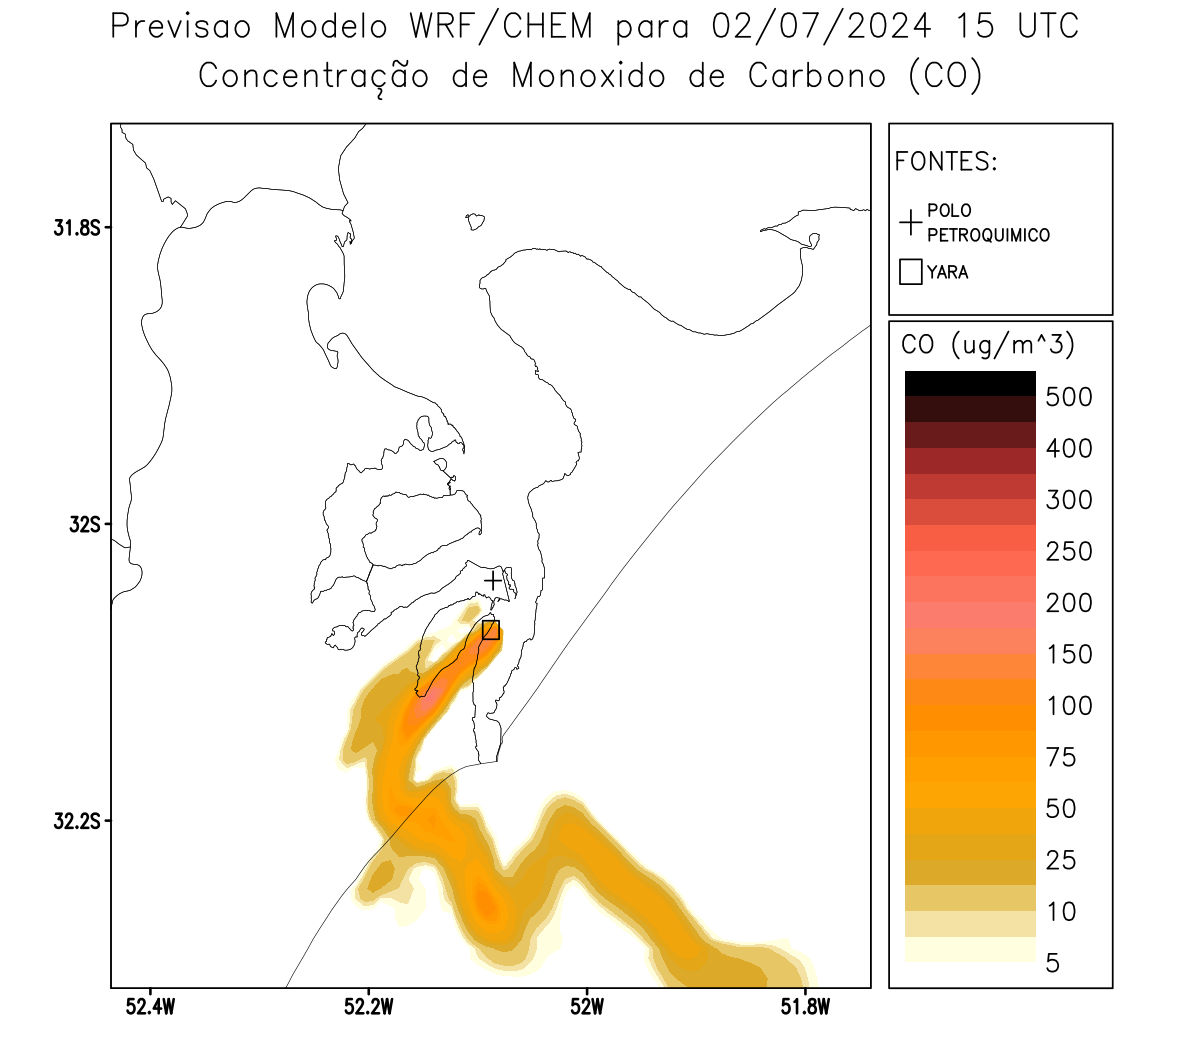 Previsao Modelo WRF/CHEM para 02/07/2024 15 UTC
Concentração de Monoxido de Carbono (CO)
FONTES:
POLO
PETROQUIMICO
YARA
31.8S
32S
32.2S
52.4W
52.2W
52W
51.8W
CO (ug/m^3)
500
400
300
250
200
150
100
75
50
25
10
5